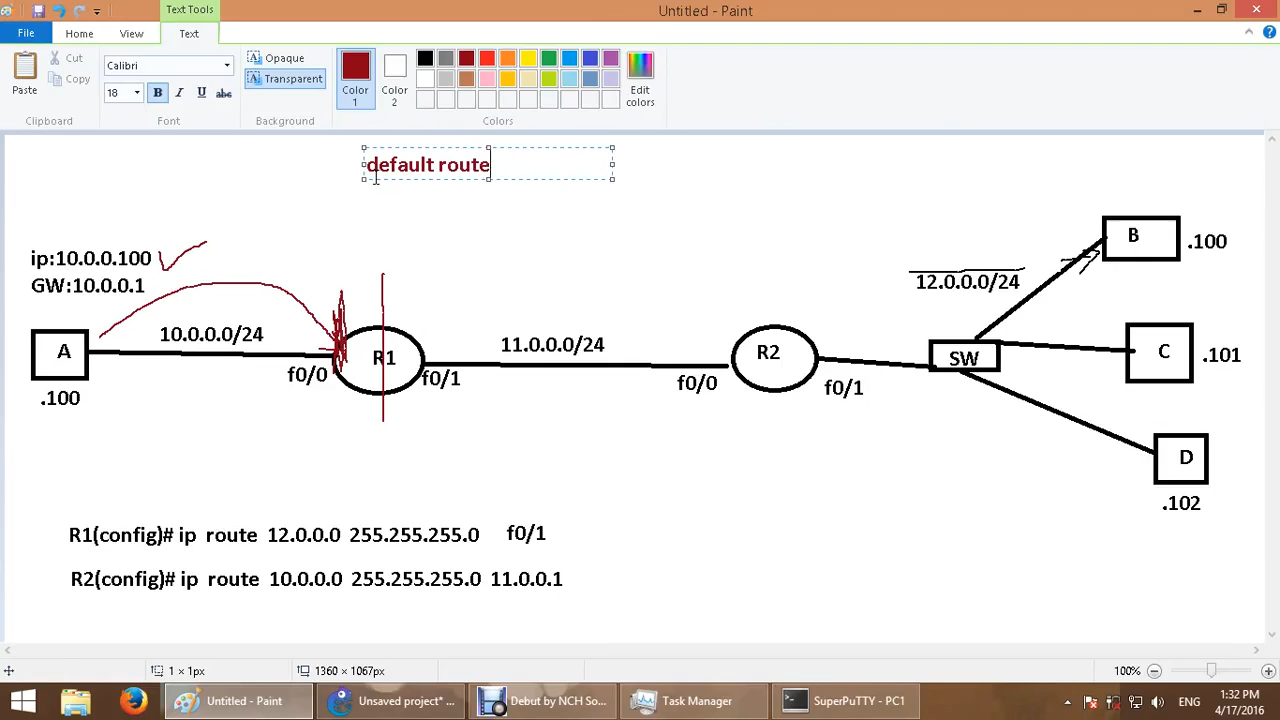 Text Tools
Untitled - Paint
File
Home
View
Text
Paste
Cut
Copy
Clipboard
Calibri
18
B I U abc
Font
Opaque
Transparent
Background
Color 1
Color 2
Edit colors
Colors
default route
ip:10.0.0.100
GW:10.0.0.1
A
.100
10.0.0.0/24
f0/0
R1
f0/1
11.0.0.0/24
f0/0
R2
f0/1
SW
12.0.0.0/24
B
.100
C
.101
D
.102
R1(config)# ip route 12.0.0.0 255.255.255.0 f0/1
R2(config)# ip route 10.0.0.0 255.255.255.0 11.0.0.1
1 × 1px
1360 × 1067px
100%
Untitled - Paint
Unsaved project* ...
Debut by NCH So...
Task Manager
SuperPuTTY - PC1
ENG
1:32 PM
4/17/2016